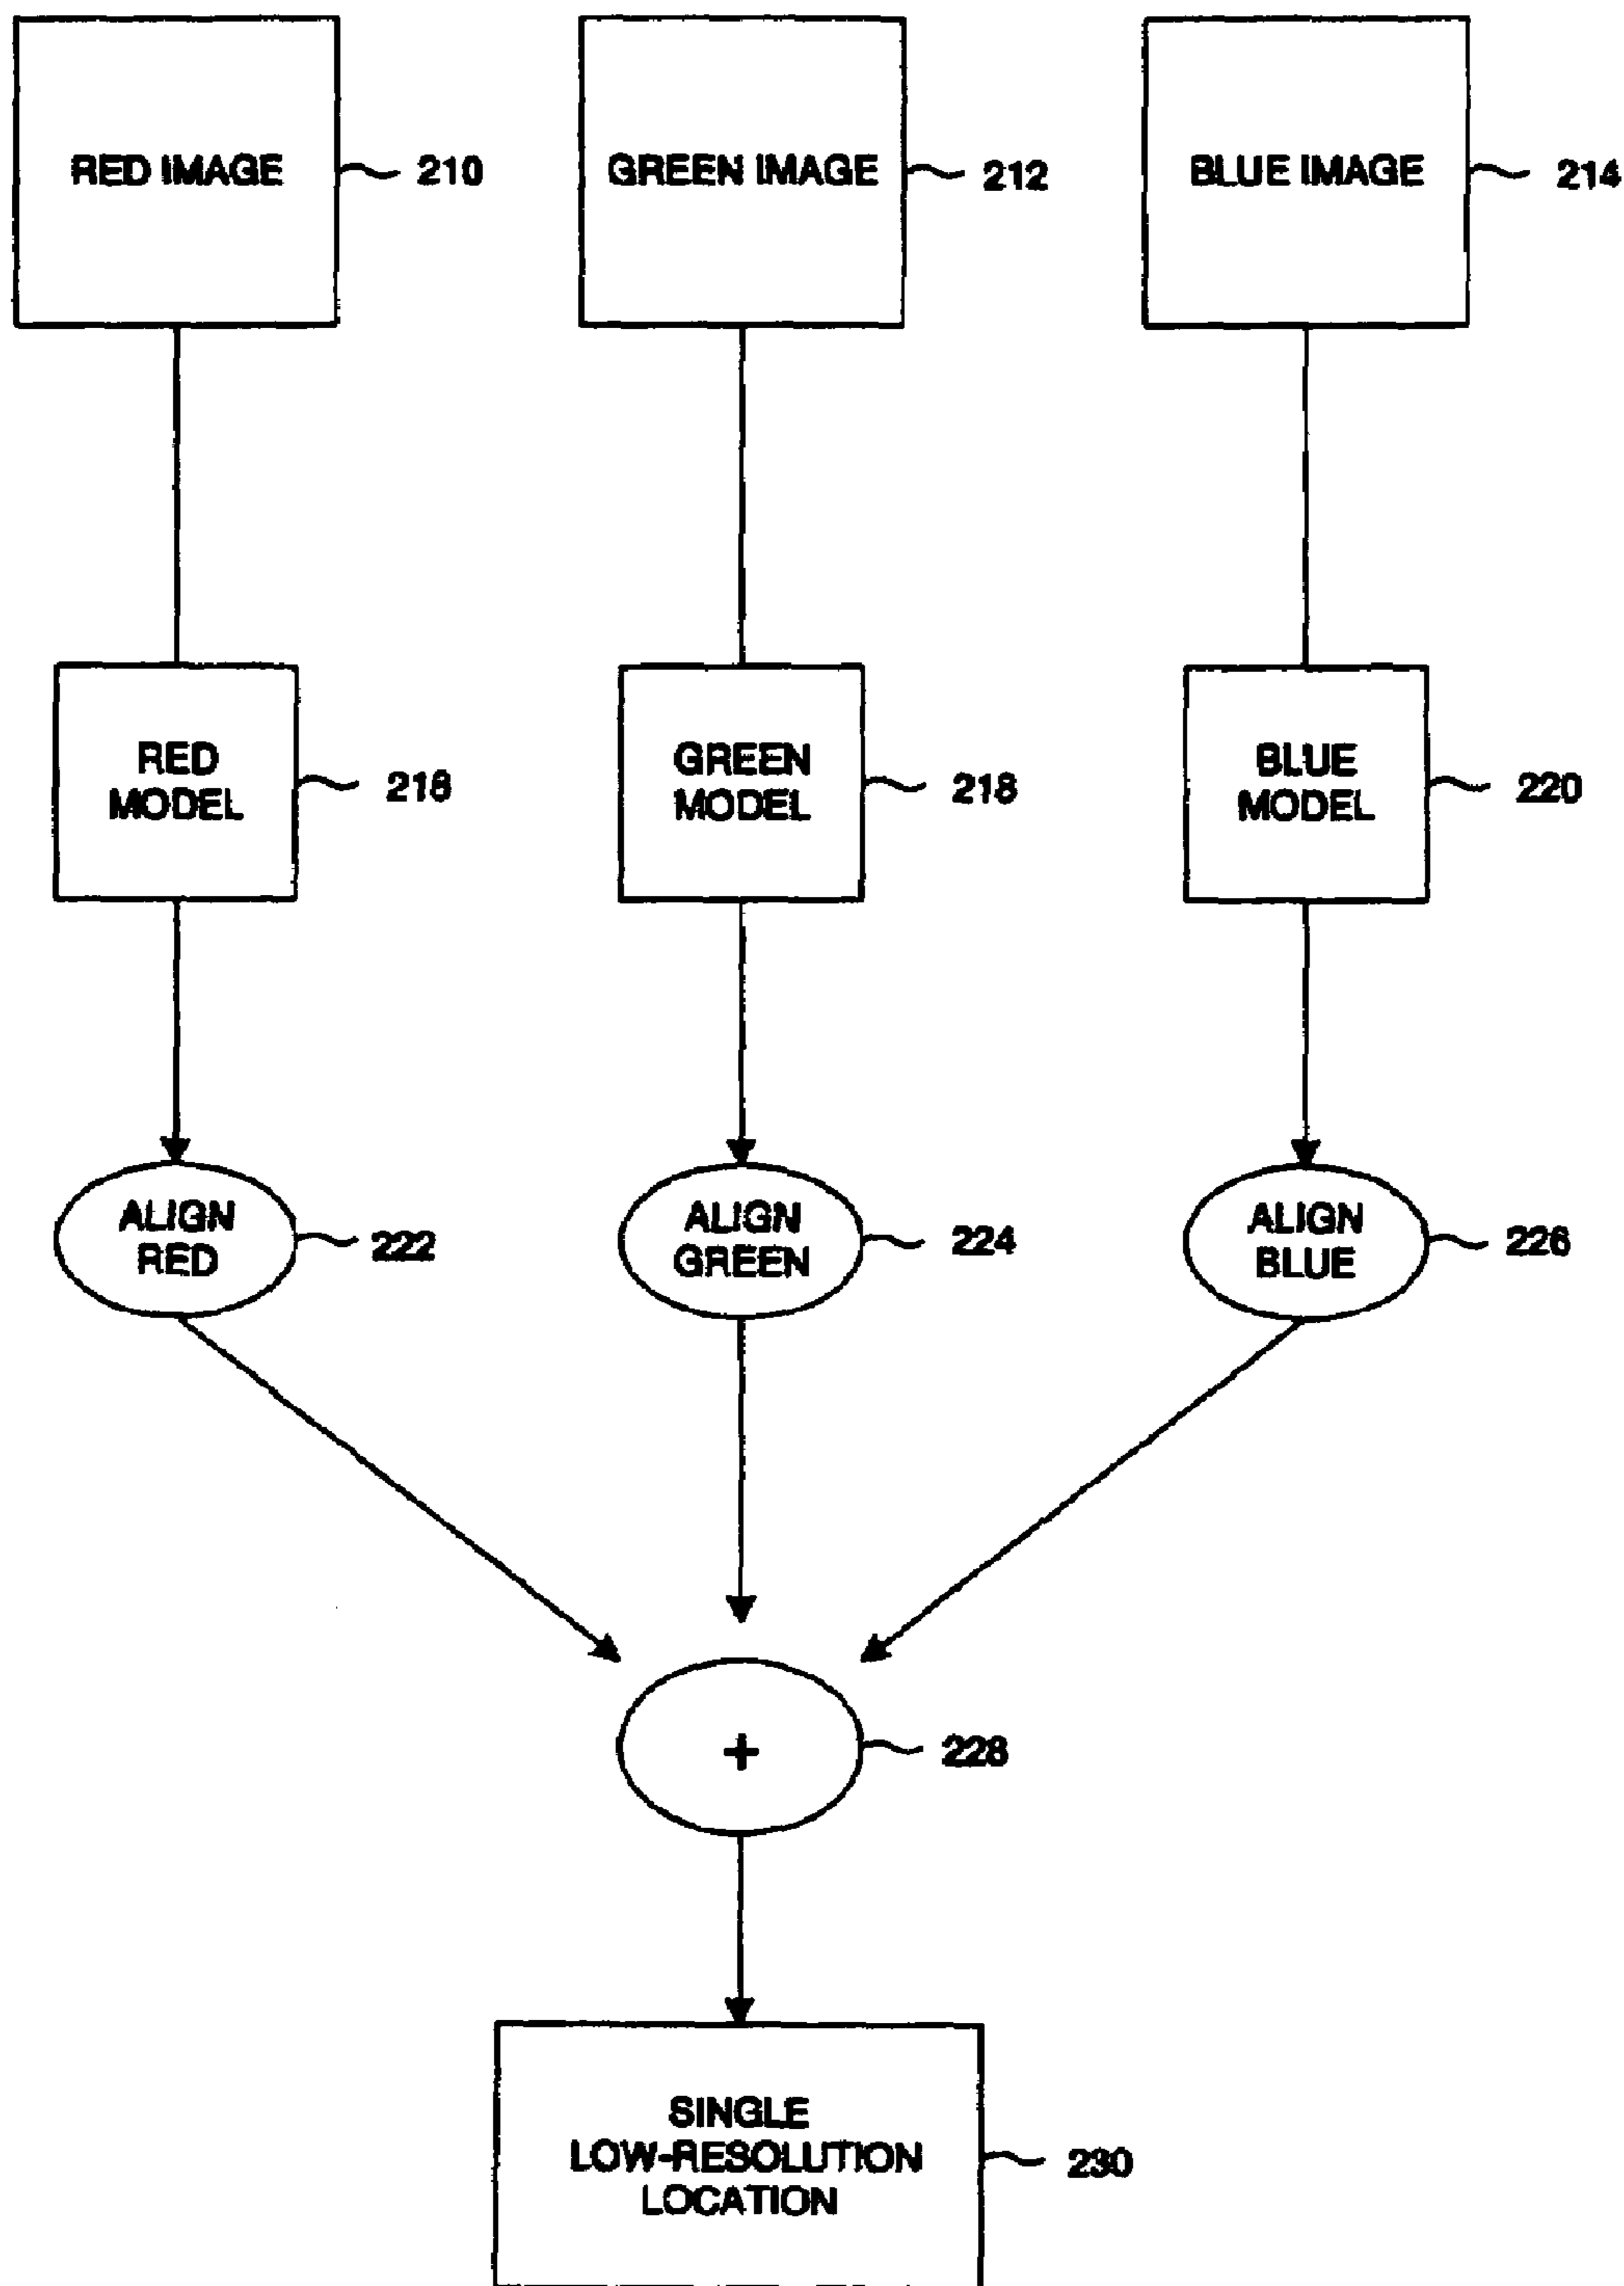 RED IMAGE
210
GREEN IMAGE
212
BLUE IMAGE
214
RED
MODEL
216
GREEN
MODEL
218
BLUE
MODEL
220
ALIGN
RED
222
ALIGN
GREEN
224
ALIGN
BLUE
226
+
228
SINGLE
LOW-RESOLUTION
LOCATION
230